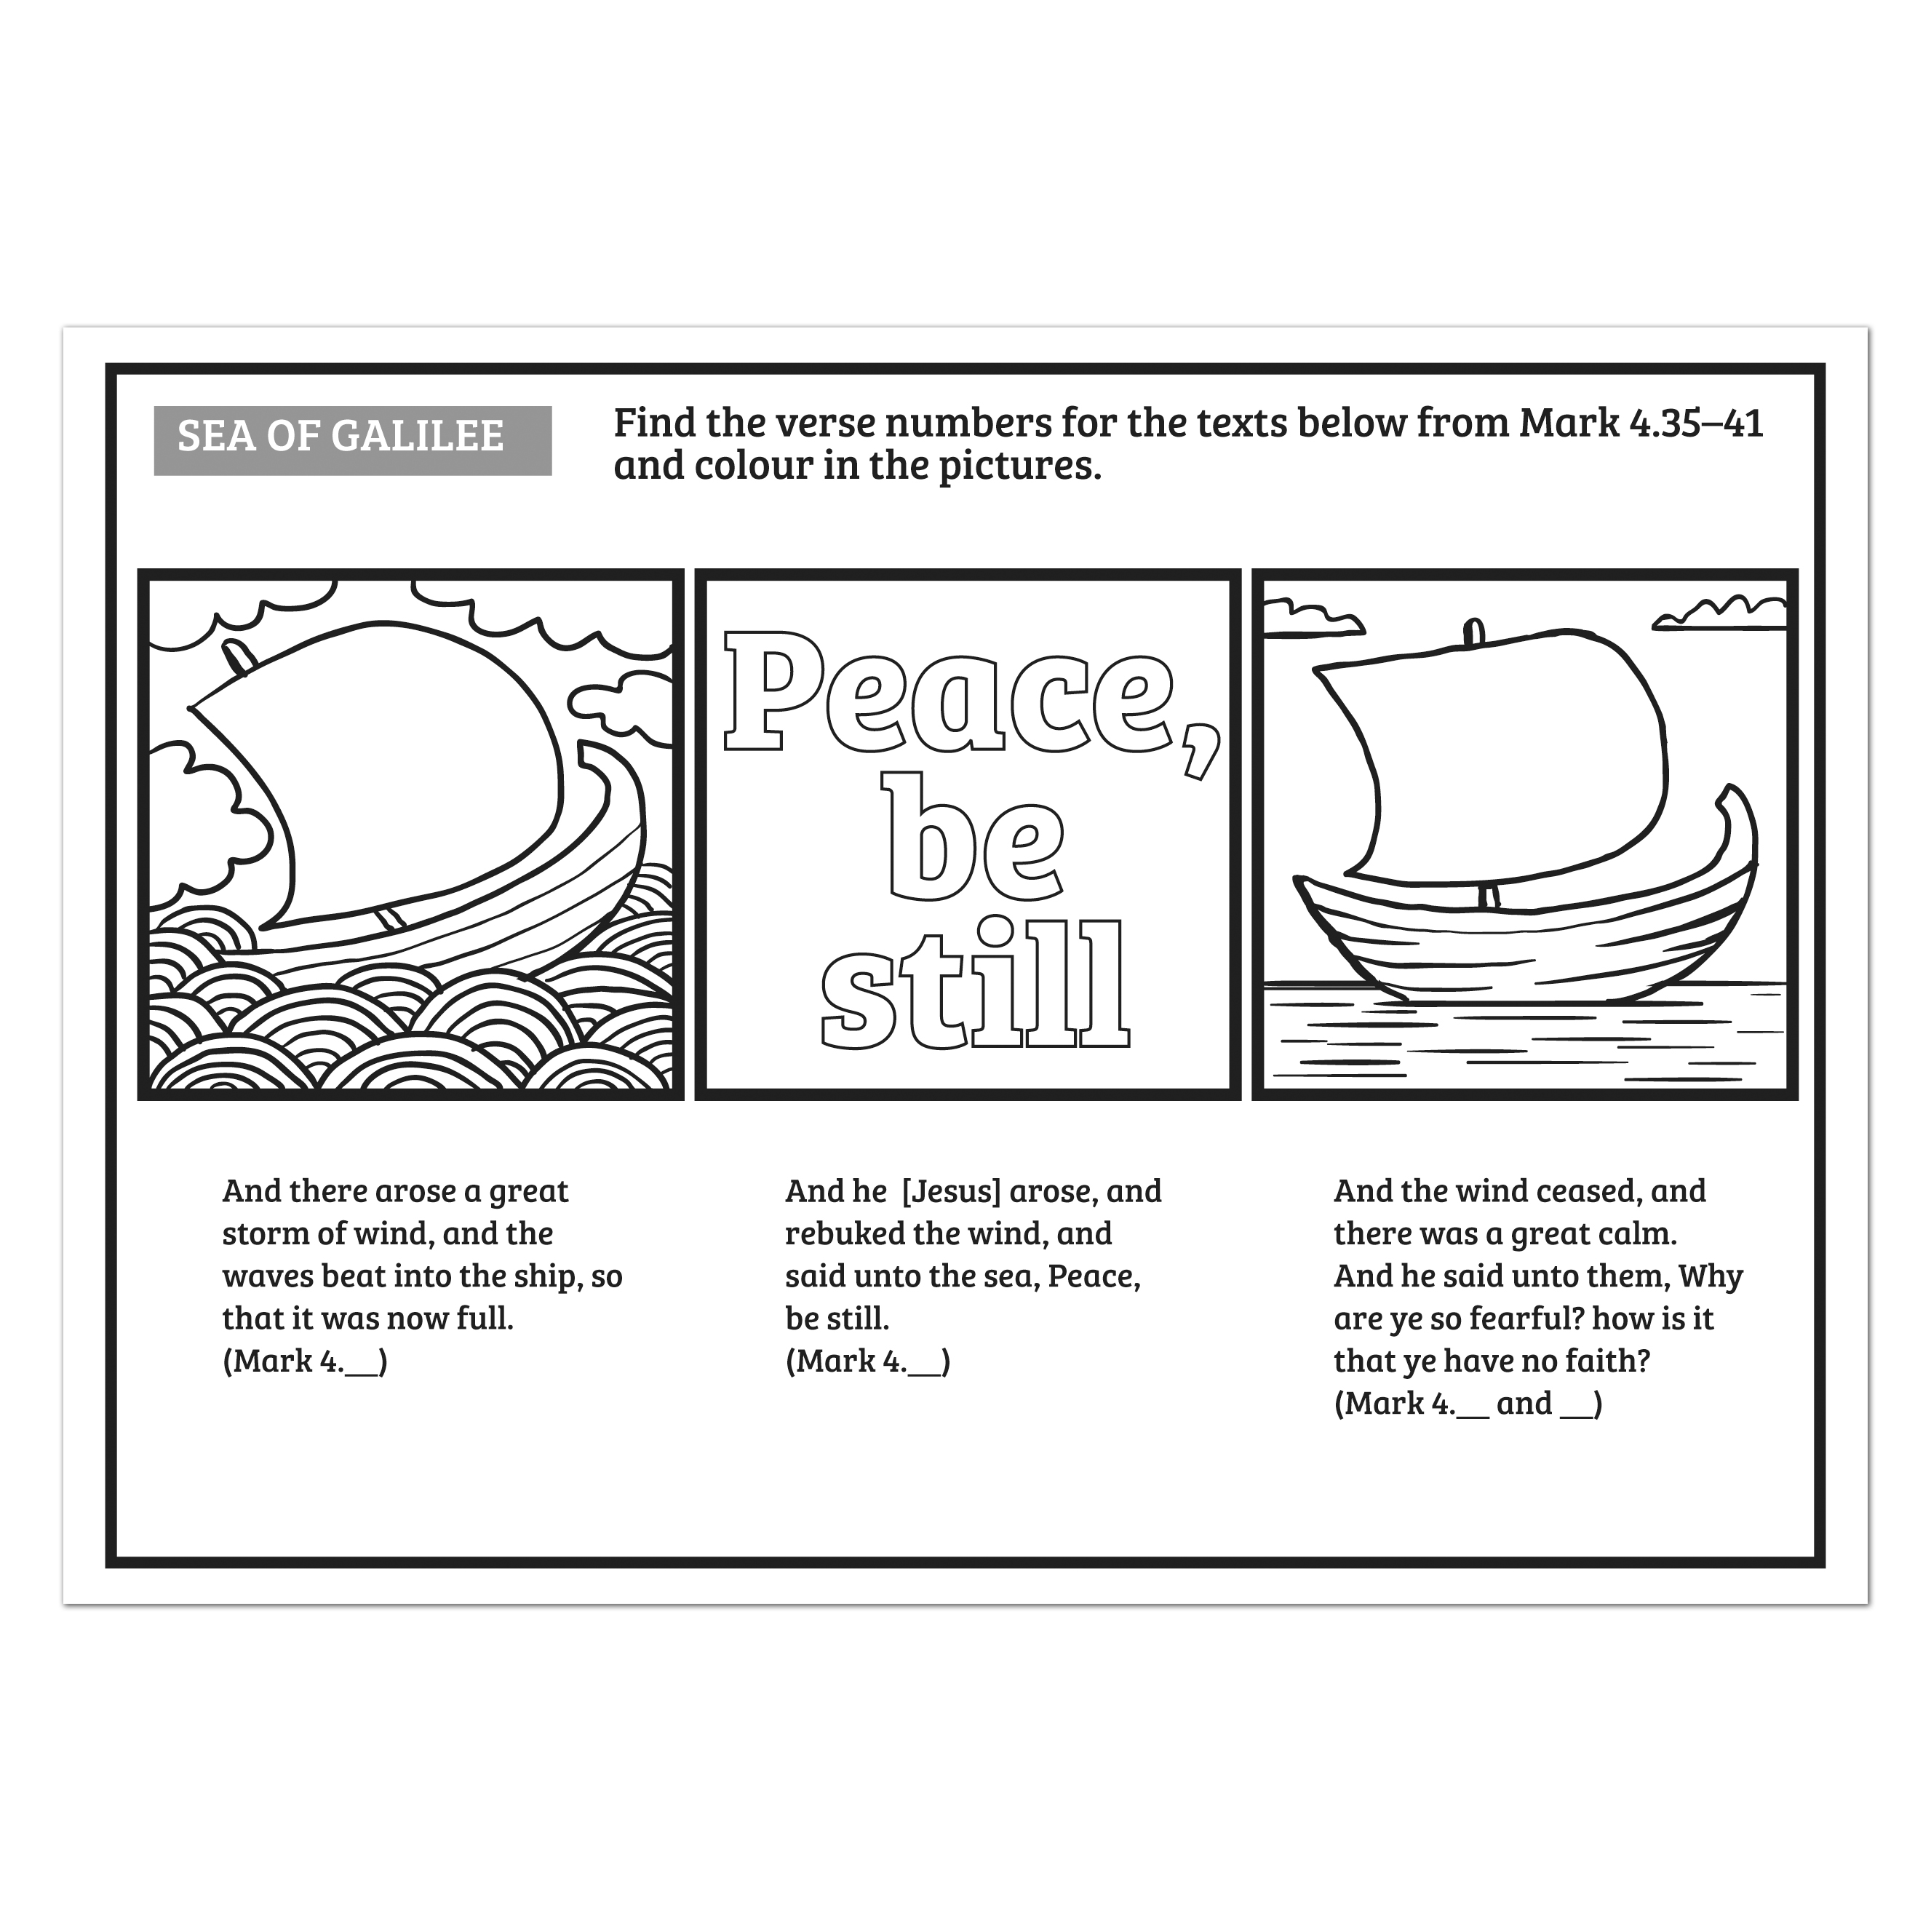 SEA OF GALILEE
Find the verse numbers for the texts below from Mark 4.35–41
and colour in the pictures.
Peace,
be
still
And there arose a great
storm of wind, and the
waves beat into the ship, so
that it was now full.
(Mark 4.__)
And he  [Jesus] arose, and
rebuked the wind, and
said unto the sea, Peace,
be still.
(Mark 4.__)
And the wind ceased, and
there was a great calm.
And he said unto them, Why
are ye so fearful? how is it
that ye have no faith?
(Mark 4.__ and __)